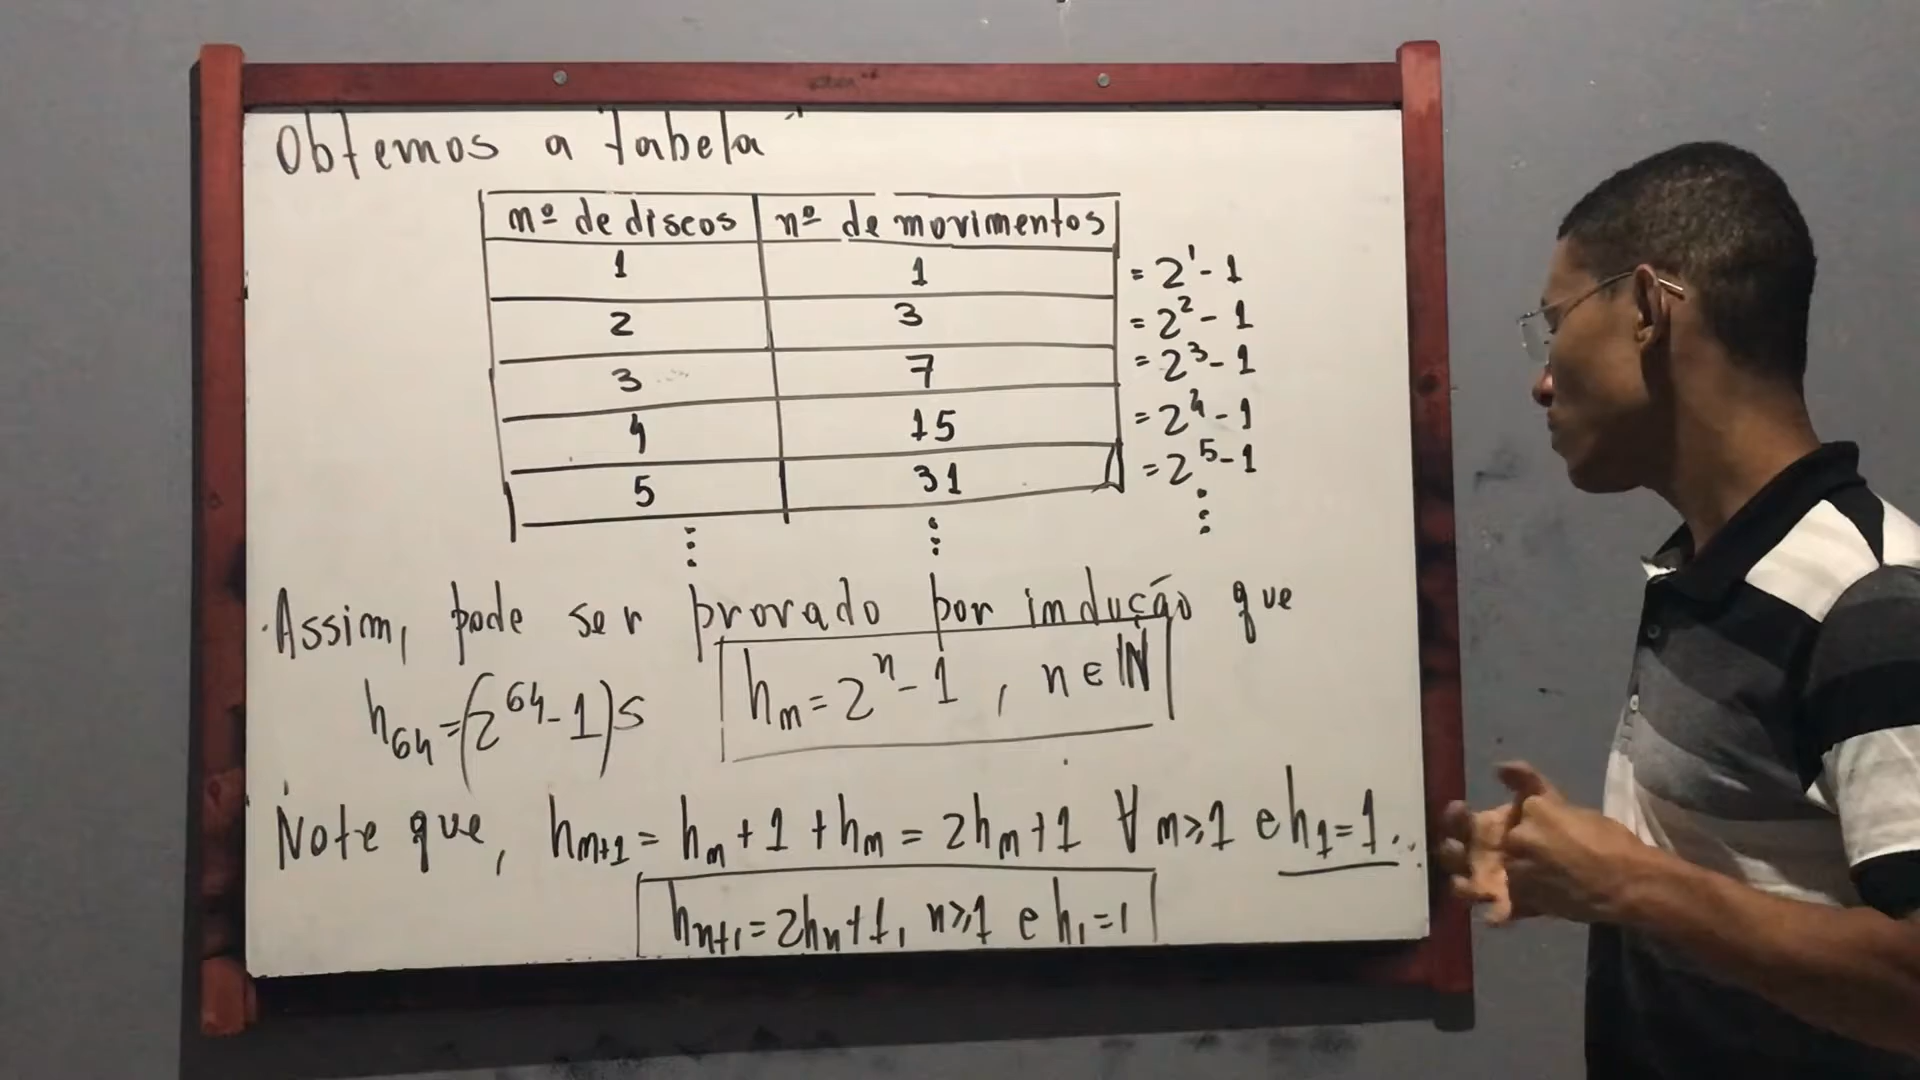 Obtemos a tabela
nº de discos nº de movimentos
1 1 = 2¹ - 1
2 3 = 2² - 1
3 7 = 2³ - 1
4 15 = 2⁴ - 1
5 31 = 2⁵ - 1
⋮ ⋮ ⋮
Assim, pode ser provado por indução que
h₆₄ = (2⁶⁴ - 1)s hₙ = 2ⁿ - 1 , n ∈ ℕ
Note que, hₙ₊₁ = hₙ + 1 + hₙ = 2hₙ + 1 ∀ n ⩾ 1 e h₁ = 1.
hₙ₊₁ = 2hₙ + 1, n ⩾ 1 e h₁ = 1